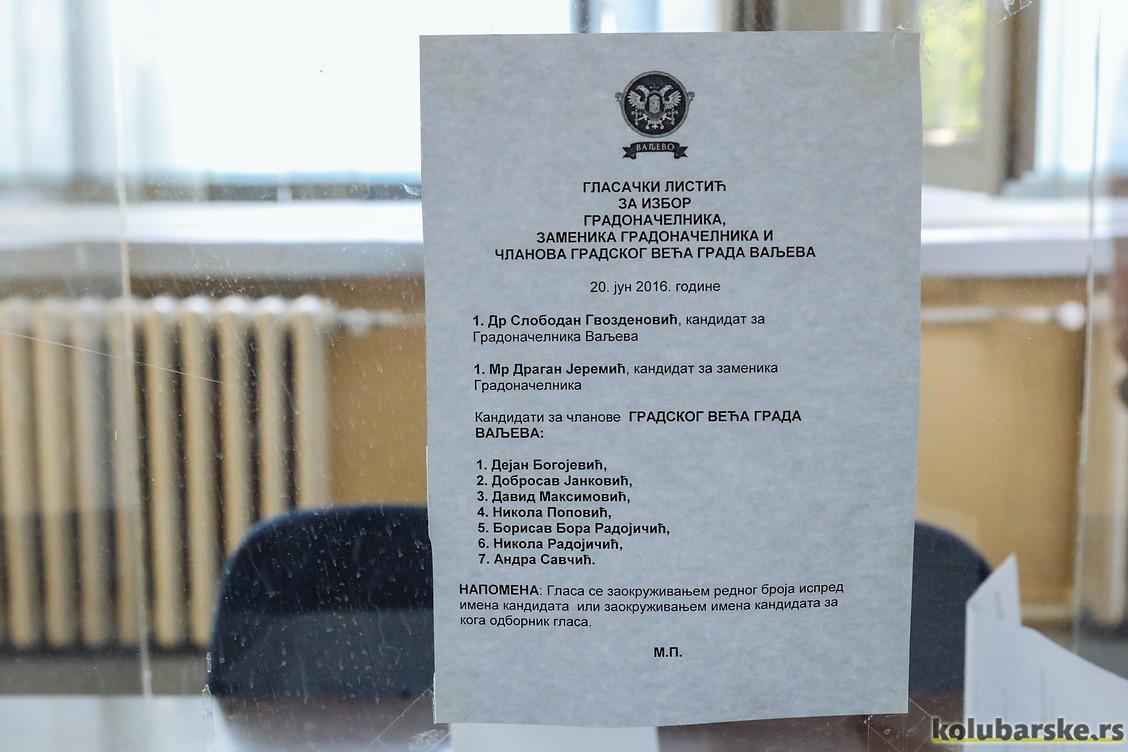 ВАЉЕВО
ГЛАСАЧКИ ЛИСТИЋ
ЗА ИЗБОР
ГРАДОНАЧЕЛНИКА,
ЗАМЕНИКА ГРАДОНАЧЕЛНИКА И
ЧЛАНОВА ГРАДСКОГ ВЕЋА ГРАДА ВАЉЕВА
20. јун 2016. године
1. Др Слободан Гвозденовић, кандидат за
Градоначелника Ваљева
1. Мр Драган Јеремић, кандидат за заменика
Градоначелника
Кандидати за чланове ГРАДСКОГ ВЕЋА ГРАДА
ВАЉЕВА:
1. Дејан Богојевић,
2. Добросав Јанковић,
3. Давид Максимовић,
4. Никола Поповић,
5. Борисав Бора Радојичић,
6. Никола Радојичић,
7. Андра Савчић.
НАПОМЕНА: Гласа се заокруживањем редног броја испред
имена кандидата или заокруживањем имена кандидата за
кога одборник гласа.
М.П.
kolubarske.rs